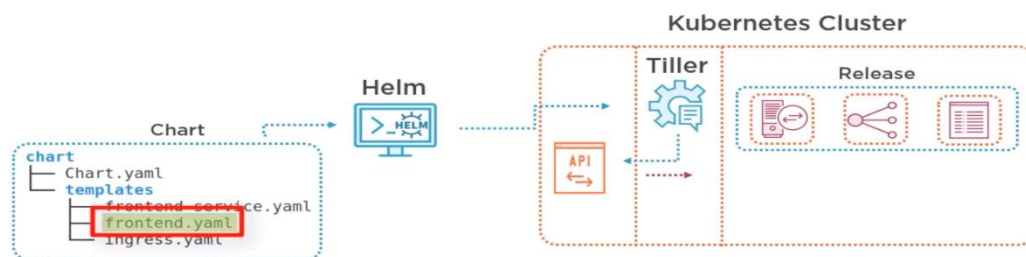 Kubernetes Cluster
Helm
Tiller
Release
Chart
>_ HELM
API
chart
Chart.yaml
templates
frontend-service.yaml
frontend.yaml
ingress.yaml